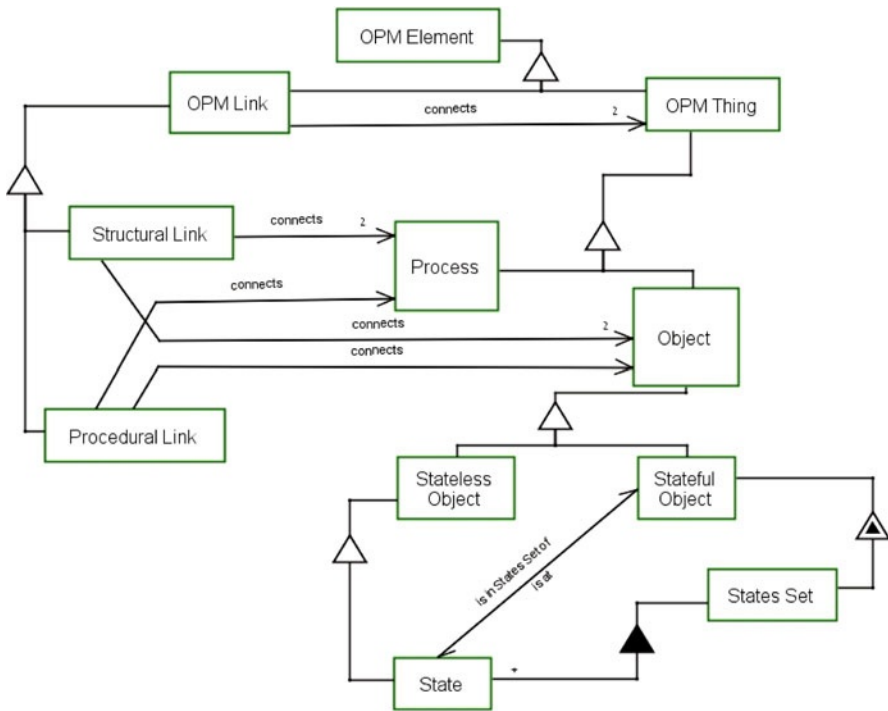 OPM Element
OPM Link
OPM Thing
connects
2
Structural Link
connects
2
Process
connects
connects
2
Object
connects
Procedural Link
Stateless
Object
Stateful
Object
is in States Set of
is at
States Set
State
+